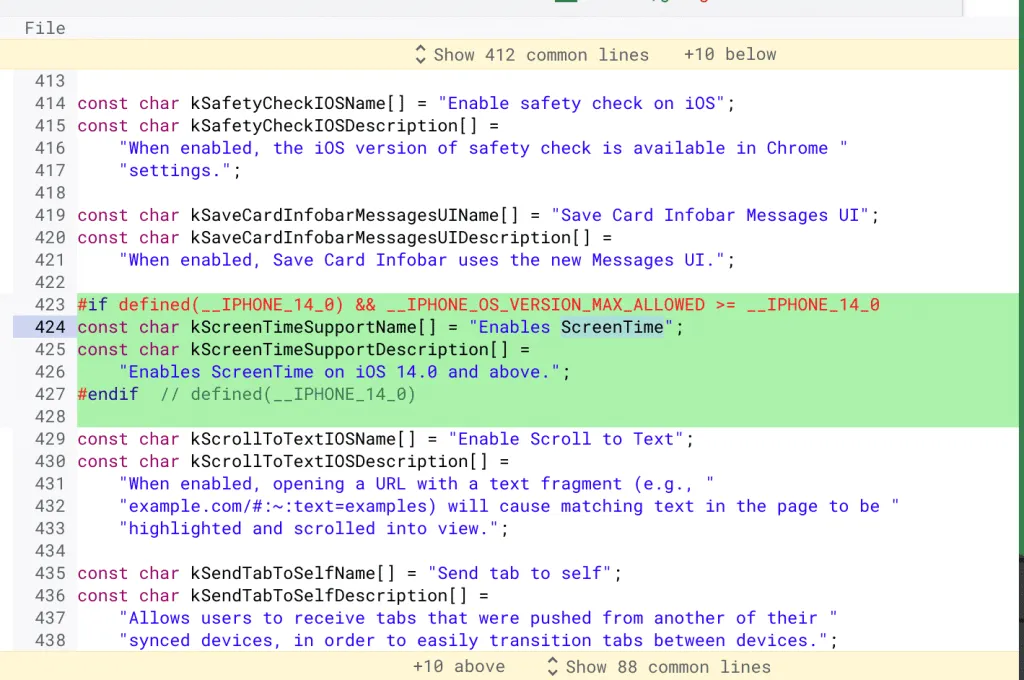 File
Show 412 common lines +10 below
413
414 const char kSafetyCheckIOSName[] = "Enable safety check on iOS";
415 const char kSafetyCheckIOSDescription[] =
416 "When enabled, the iOS version of safety check is available in Chrome "
417 "settings.";
418
419 const char kSaveCardInfobarMessagesUIName[] = "Save Card Infobar Messages UI";
420 const char kSaveCardInfobarMessagesUIDescription[] =
421 "When enabled, Save Card Infobar uses the new Messages UI.";
422
423 #if defined(__IPHONE_14_0) && __IPHONE_OS_VERSION_MAX_ALLOWED >= __IPHONE_14_0
424 const char kScreenTimeSupportName[] = "Enables ScreenTime";
425 const char kScreenTimeSupportDescription[] =
426 "Enables ScreenTime on iOS 14.0 and above.";
427 #endif // defined(__IPHONE_14_0)
428
429 const char kScrollToTextIOSName[] = "Enable Scroll to Text";
430 const char kScrollToTextIOSDescription[] =
431 "When enabled, opening a URL with a text fragment (e.g., "
432 "example.com/#:~:text=examples) will cause matching text in the page to be "
433 "highlighted and scrolled into view.";
434
435 const char kSendTabToSelfName[] = "Send tab to self";
436 const char kSendTabToSelfDescription[] =
437 "Allows users to receive tabs that were pushed from another of their "
438 "synced devices, in order to easily transition tabs between devices.";
+10 above Show 88 common lines